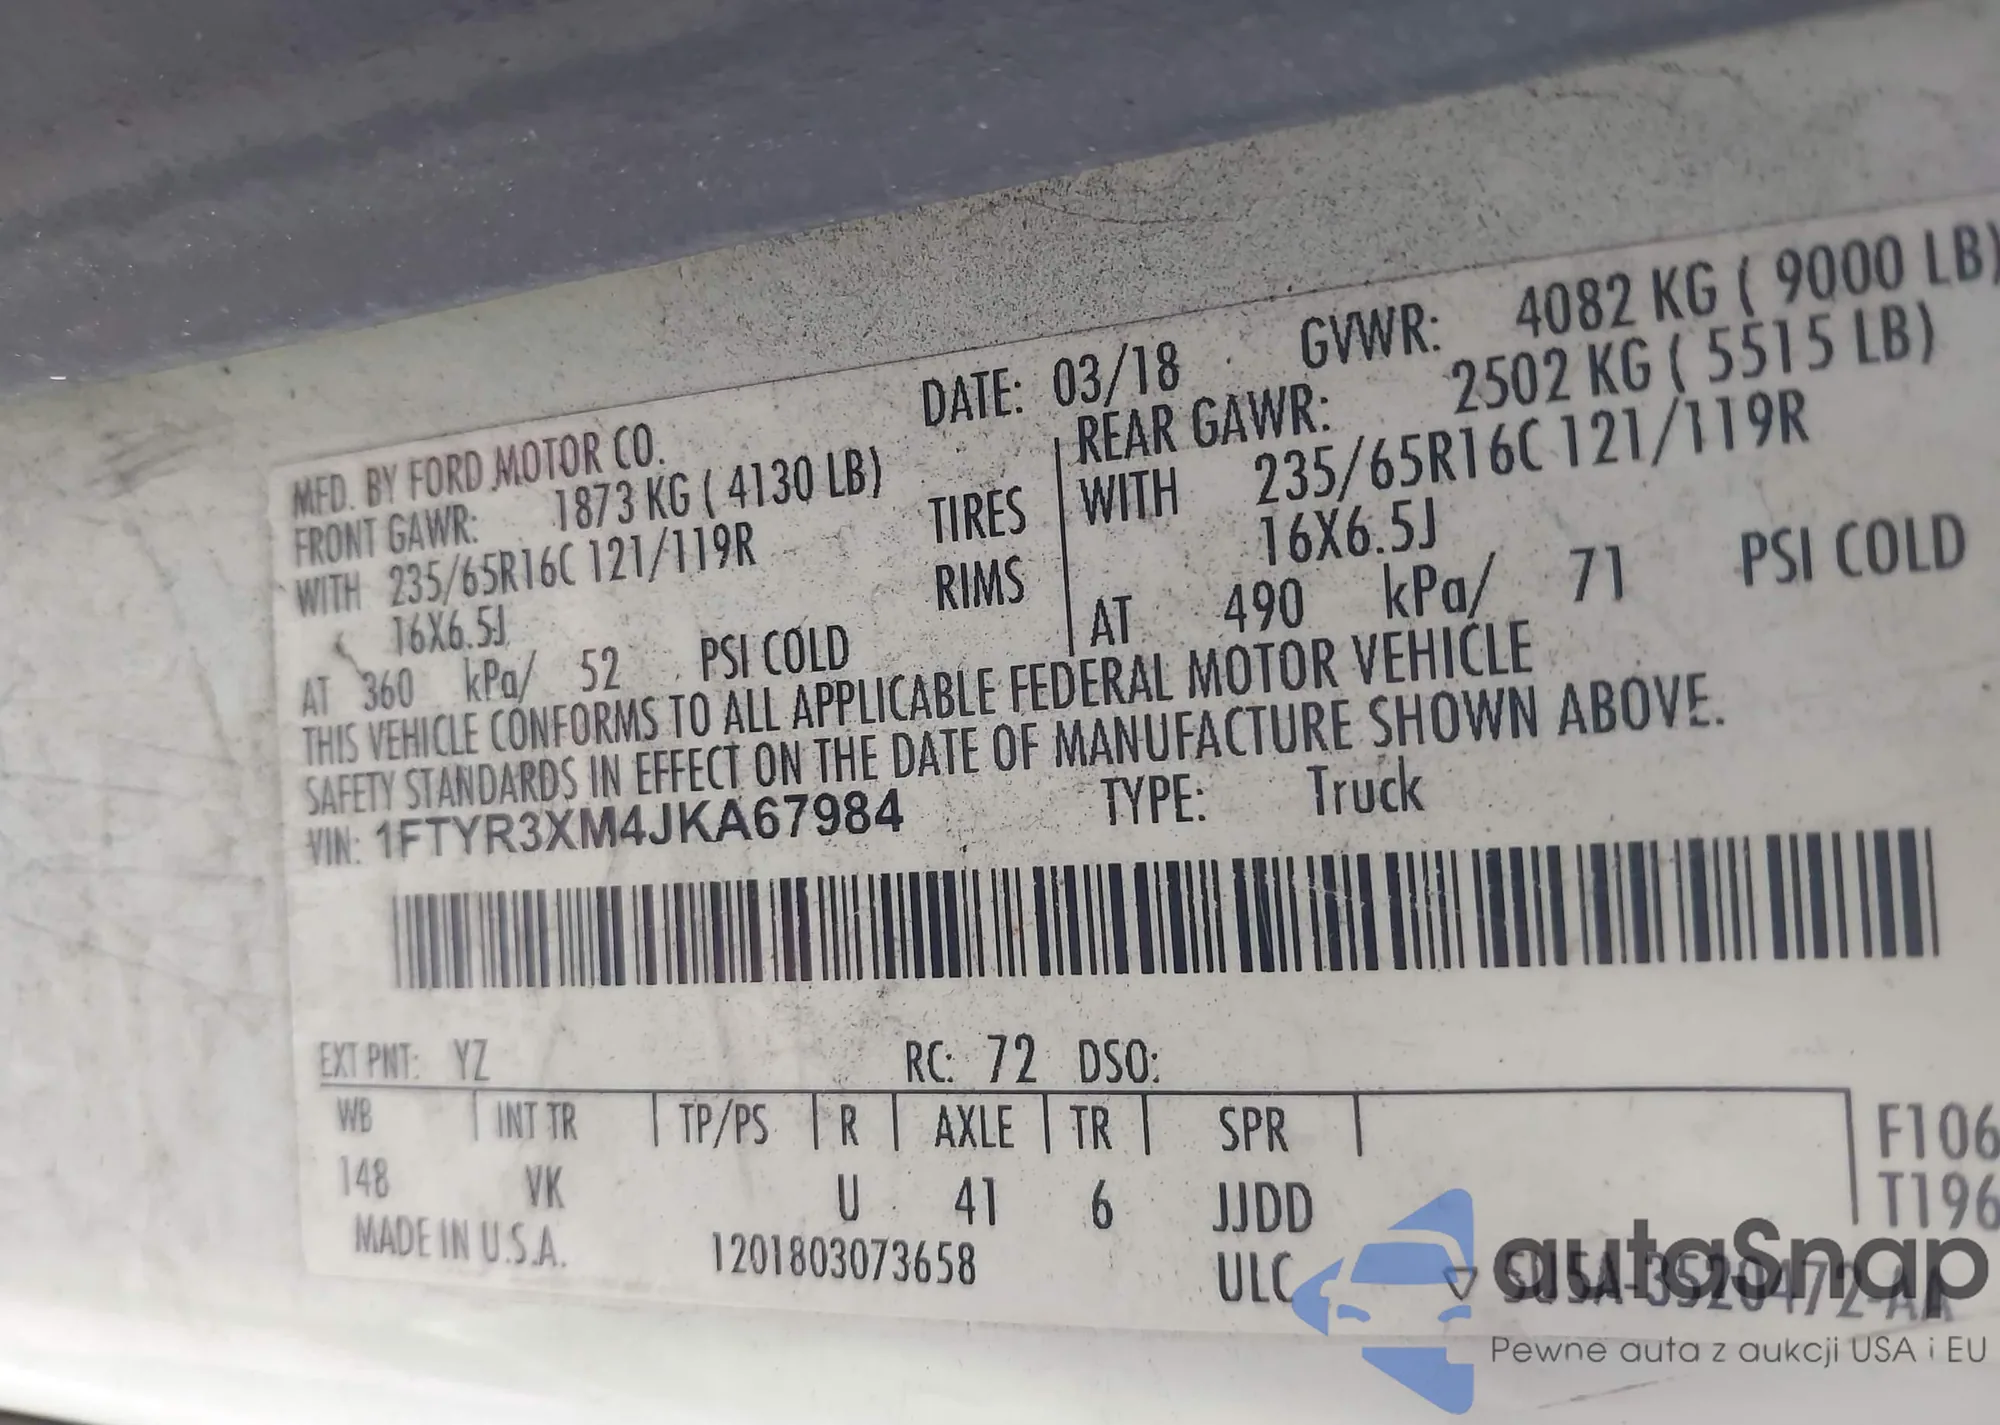 MFD. BY FORD MOTOR CO. DATE: 03/18 GVWR: 4082 KG ( 9000 LB)
FRONT GAWR: 1873 KG ( 4130 LB) REAR GAWR: 2502 KG ( 5515 LB)
WITH 235/65R16C 121/119R TIRES WITH 235/65R16C 121/119R
16X6.5J RIMS 16X6.5J
AT 360 kPa/ 52 PSI COLD AT 490 kPa/ 71 PSI COLD
THIS VEHICLE CONFORMS TO ALL APPLICABLE FEDERAL MOTOR VEHICLE
SAFETY STANDARDS IN EFFECT ON THE DATE OF MANUFACTURE SHOWN ABOVE.
VIN: 1FTYR3XM4JKA67984 TYPE: Truck
EXT PNT: YZ RC: 72 DSO:
WB INT TR TP/PS R AXLE TR SPR F106
148 VK U 41 6 JJDD T196
MADE IN U.S.A. 1201803073658 ULC
autoSnap
Pewne auta z aukcji USA i EU